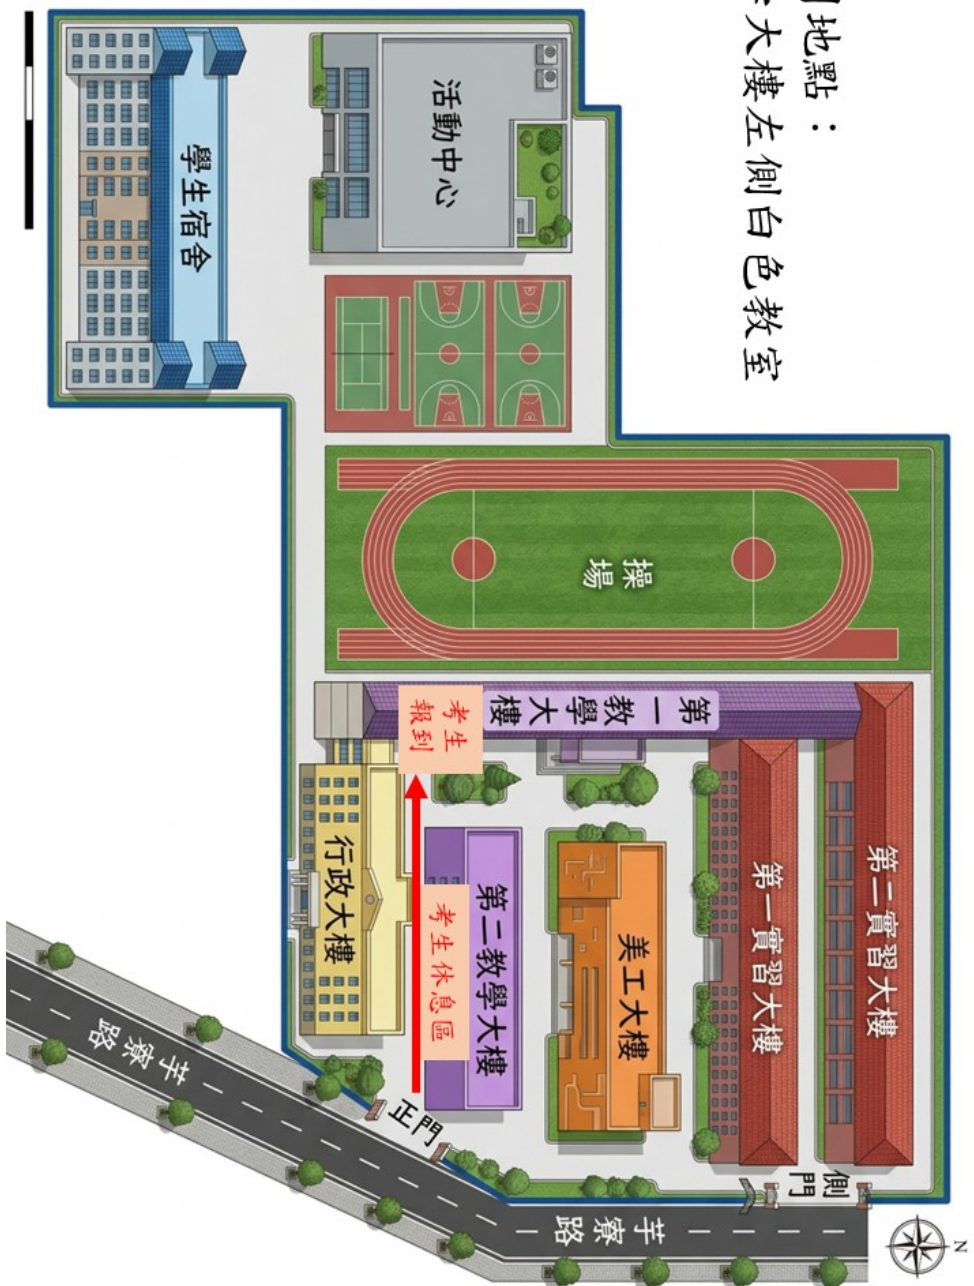 地點：
大樓左側白色教室
活動中心
學生宿舍
操場
第一教學大樓
考生報到
行政大樓
考生休息區
第二教學大樓
美工大樓
第一實習大樓
第二實習大樓
正門
側門
芋寮路
芋寮路
N